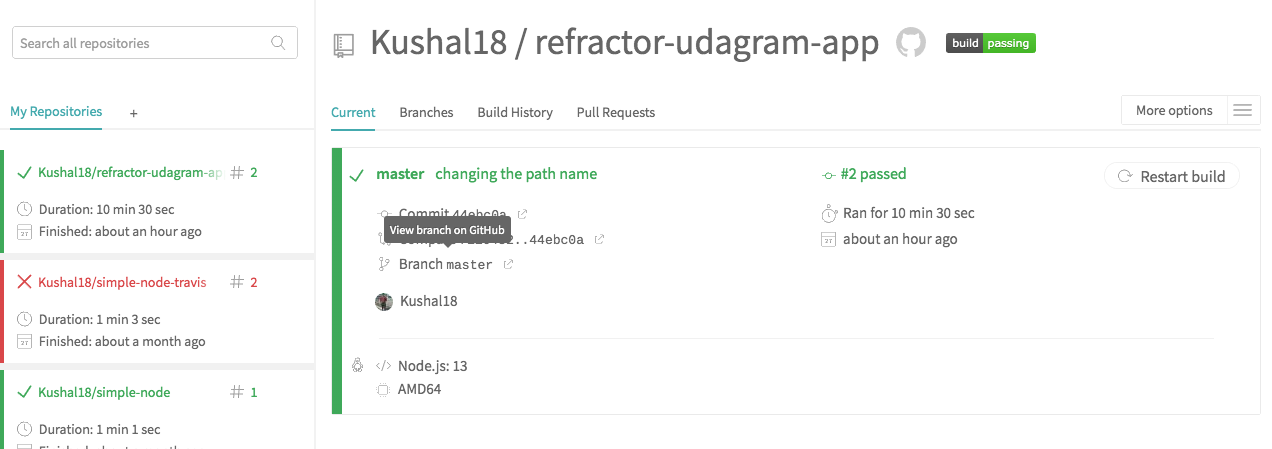 Search all repositories
My Repositories +
Kushal18/refractor-udagram-ap # 2
Duration: 10 min 30 sec
Finished: about an hour ago
Kushal18/simple-node-travis # 2
Duration: 1 min 3 sec
Finished: about a month ago
Kushal18/simple-node # 1
Duration: 1 min 1 sec
Kushal18 / refractor-udagram-app
build passing
Current Branches Build History Pull Requests
More options
master changing the path name
#2 passed
Restart build
Commit 44ebc0a
Ran for 10 min 30 sec
View branch on GitHub
..44ebc0a
about an hour ago
Branch master
Kushal18
Node.js: 13
AMD64